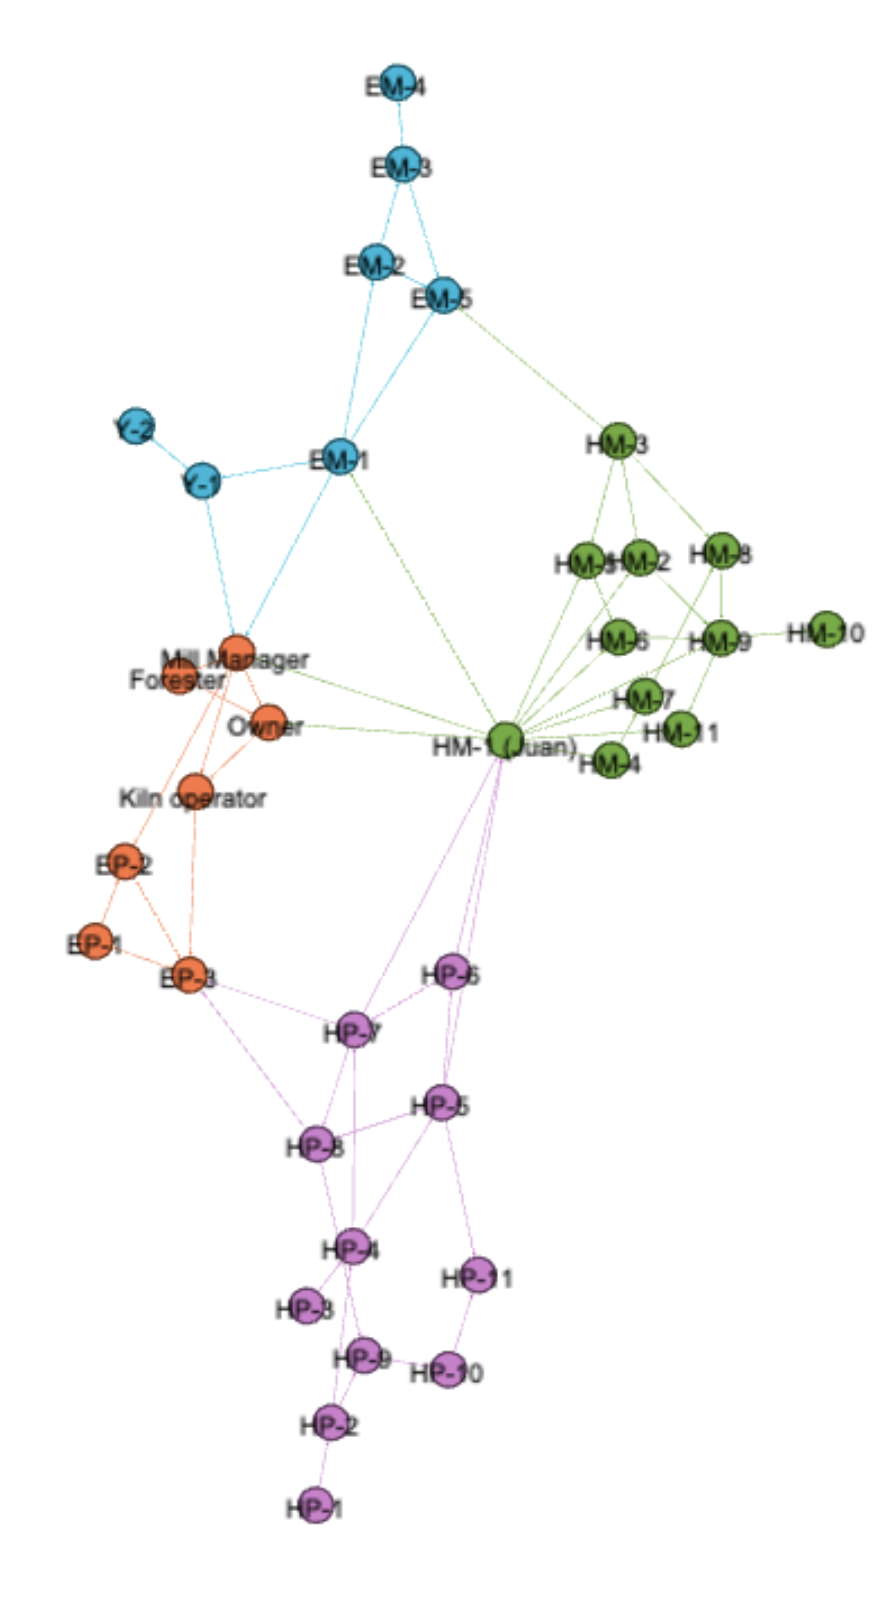 EM-4
EM-3
EM-2
EM-5
Y-2
HM-3
EM-1
Y-1
HM-5
HM-2
HM-8
HM-6
HM-9
HM-10
Mill Manager
Forester
HM-7
Owner
HM-11
HM-1 (Juan)
HM-4
Kiln operator
EP-2
EP-1
EP-3
HP-6
HP-7
HP-5
HP-8
HP-4
HP-11
HP-3
HP-9
HP-10
HP-2
HP-1